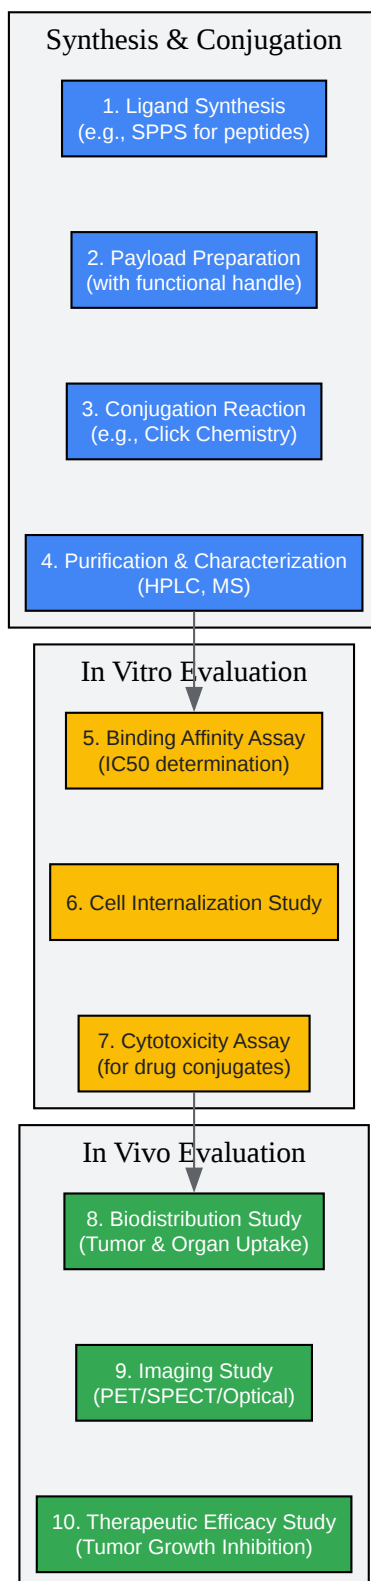 Synthesis & Conjugation
1. Ligand Synthesis
(e.g., SPPS for peptides)
2. Payload Preparation
(with functional handle)
3. Conjugation Reaction
(e.g., Click Chemistry)
4. Purification & Characterization
(HPLC, MS)
In Vitro Evaluation
5. Binding Affinity Assay
(IC50 determination)
6. Cell Internalization Study
7. Cytotoxicity Assay
(for drug conjugates)
In Vivo Evaluation
8. Biodistribution Study
(Tumor & Organ Uptake)
9. Imaging Study
(PET/SPECT/Optical)
10. Therapeutic Efficacy Study
(Tumor Growth Inhibition)